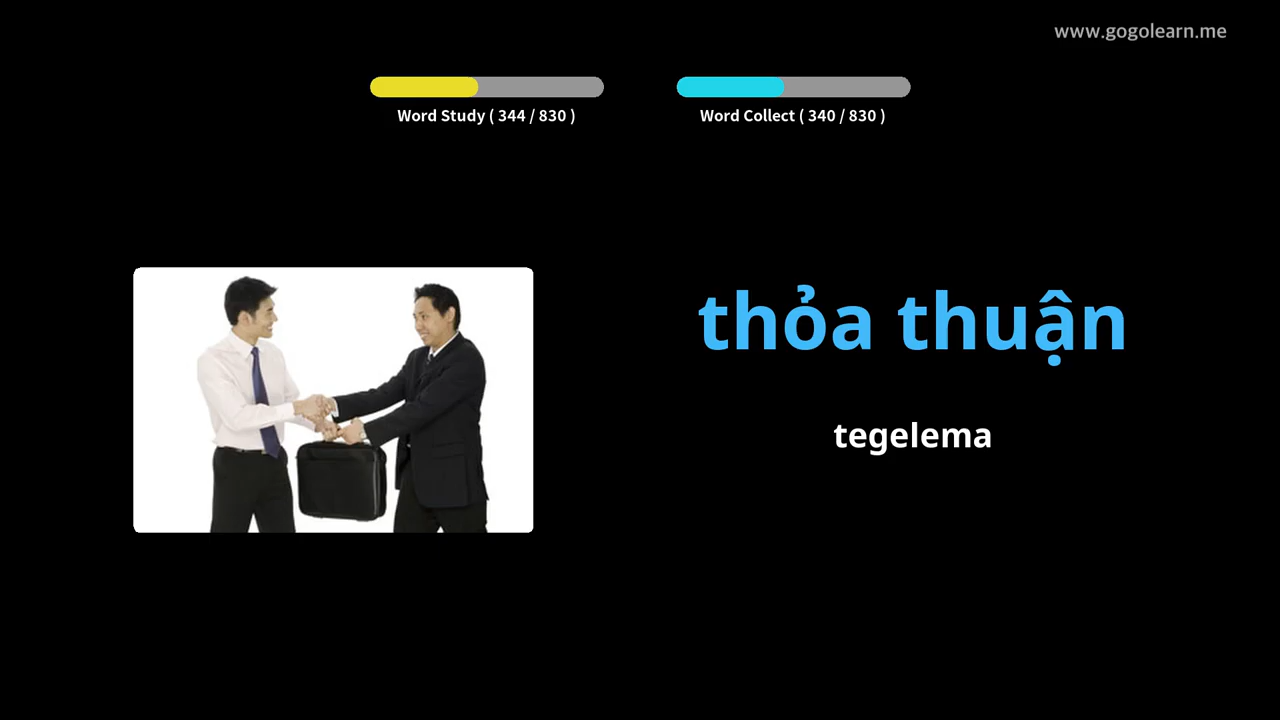 www.gogolearn.me
Word Study ( 344 / 830 )
Word Collect ( 340 / 830 )
thỏa thuận
tegelema